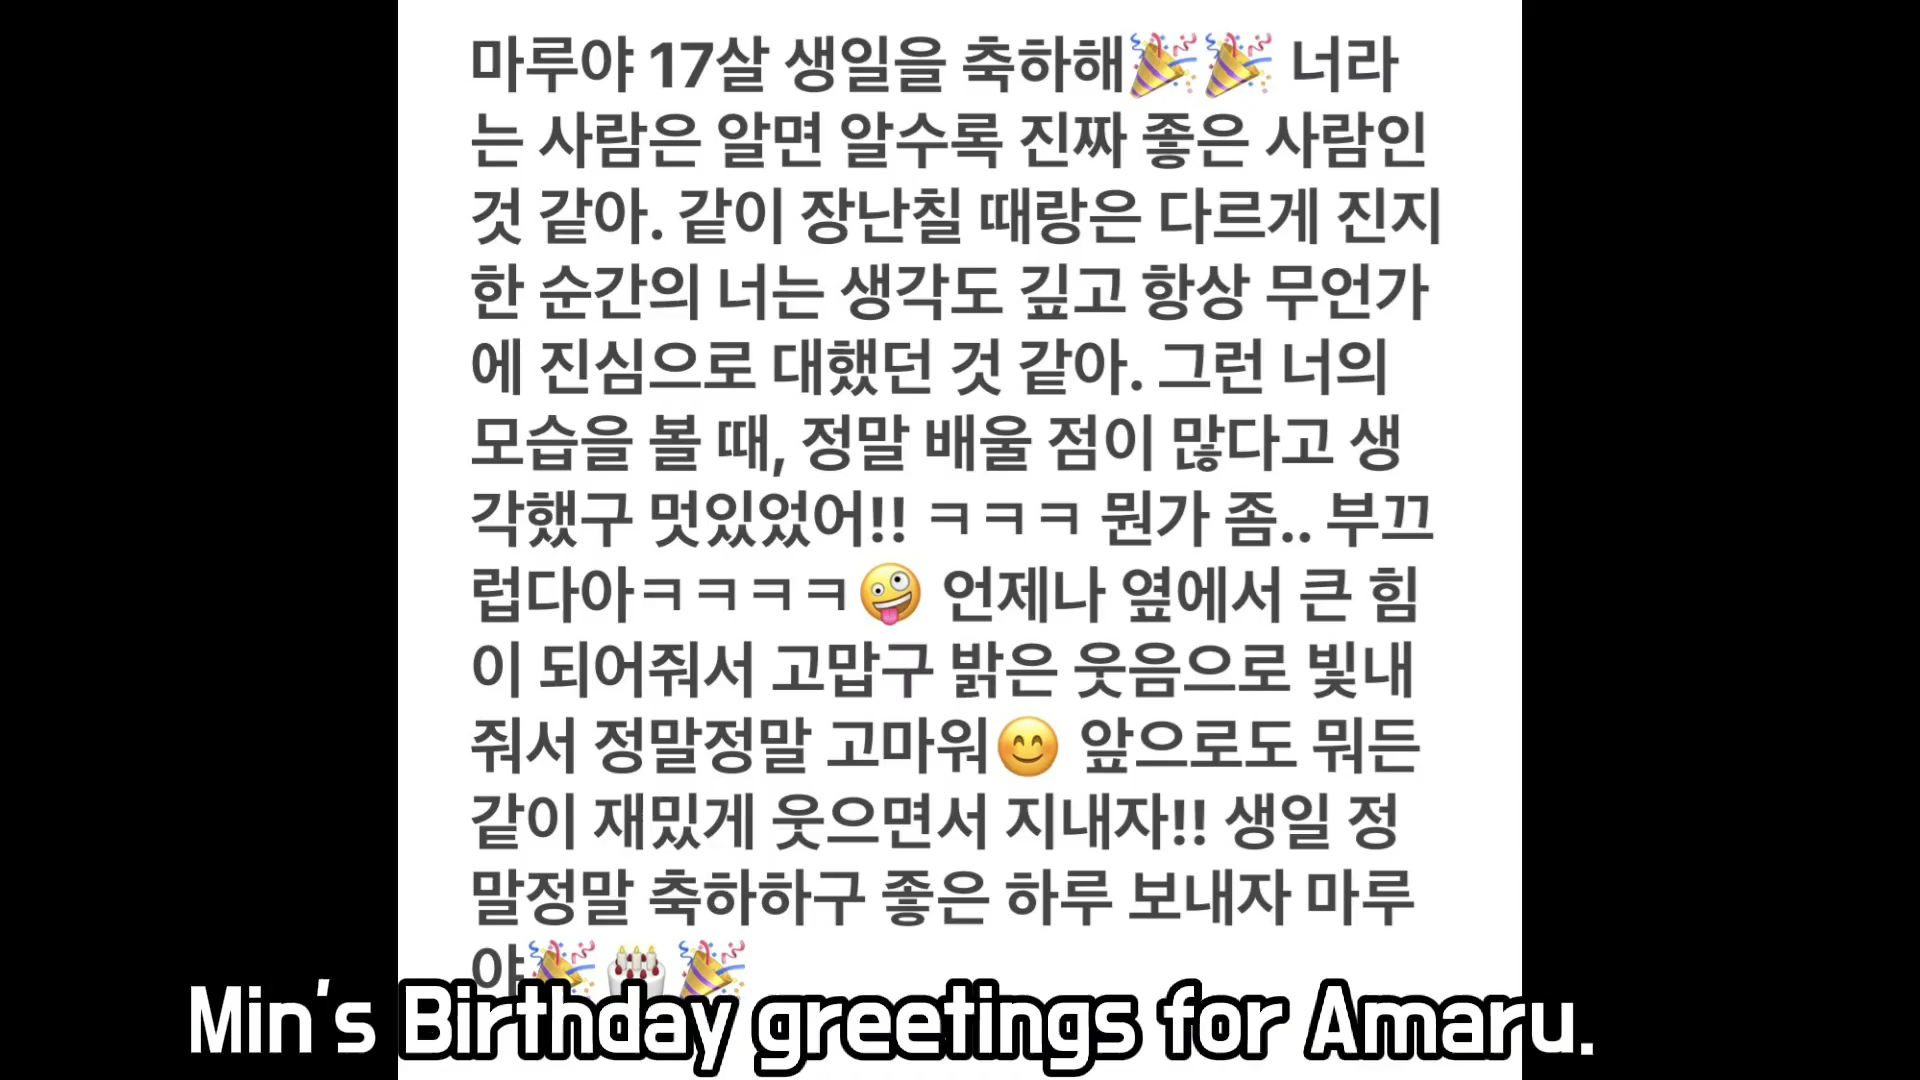 마루야 17살 생일을 축하해🎉🎉 너라
는 사람은 알면 알수록 진짜 좋은 사람인
것 같아. 같이 장난칠 때랑은 다르게 진지
한 순간의 너는 생각도 깊고 항상 무언가
에 진심으로 대했던 것 같아. 그런 너의
모습을 볼 때, 정말 배울 점이 많다고 생
각했구 멋있었어!! ㅋㅋㅋ 뭔가 좀.. 부끄
럽다아ㅋㅋㅋㅋ🤪 언제나 옆에서 큰 힘
이 되어줘서 고맙구 밝은 웃음으로 빛내
줘서 정말정말 고마워😊 앞으로도 뭐든
같이 재밌게 웃으면서 지내자!! 생일 정
말정말 축하하구 좋은 하루 보내자 마루
야🎉🎂🎉
Min's Birthday greetings for Amaru.